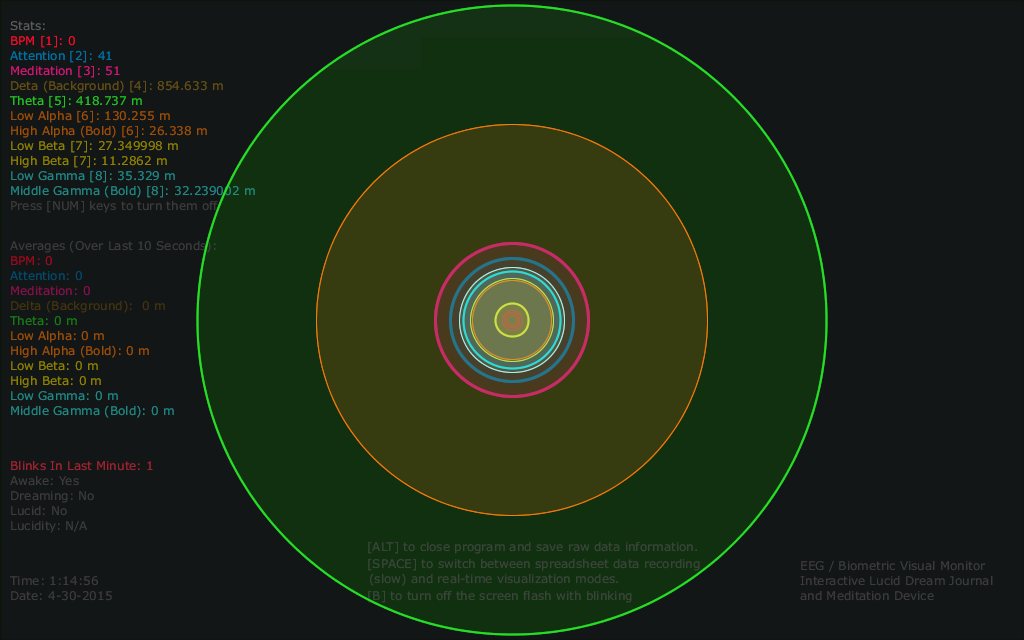 Stats:
BPM [1]: 0
Attention [2]: 41
Meditation [3]: 51
Deta (Background) [4]: 854.633 m
Theta [5]: 418.737 m
Low Alpha [6]: 130.255 m
High Alpha (Bold) [6]: 26.338 m
Low Beta [7]: 27.349998 m
High Beta [7]: 11.2862 m
Low Gamma [8]: 35.329 m
Middle Gamma (Bold) [8]: 32.239002 m
Press [NUM] keys to turn them off
Averages (Over Last 10 Seconds):
BPM: 0
Attention: 0
Meditation: 0
Delta (Background):  0 m
Theta: 0 m
Low Alpha: 0 m
High Alpha (Bold): 0 m
Low Beta: 0 m
High Beta: 0 m
Low Gamma: 0 m
Middle Gamma (Bold): 0 m
Blinks In Last Minute: 1
Awake: Yes
Dreaming: No
Lucid: No
Lucidity: N/A
Time: 1:14:56
Date: 4-30-2015
[ALT] to close program and save raw data information.
[SPACE] to switch between spreadsheet data recording
(slow) and real-time visualization modes.
[B] to turn off the screen flash with blinking
EEG / Biometric Visual Monitor
Interactive Lucid Dream Journal
and Meditation Device